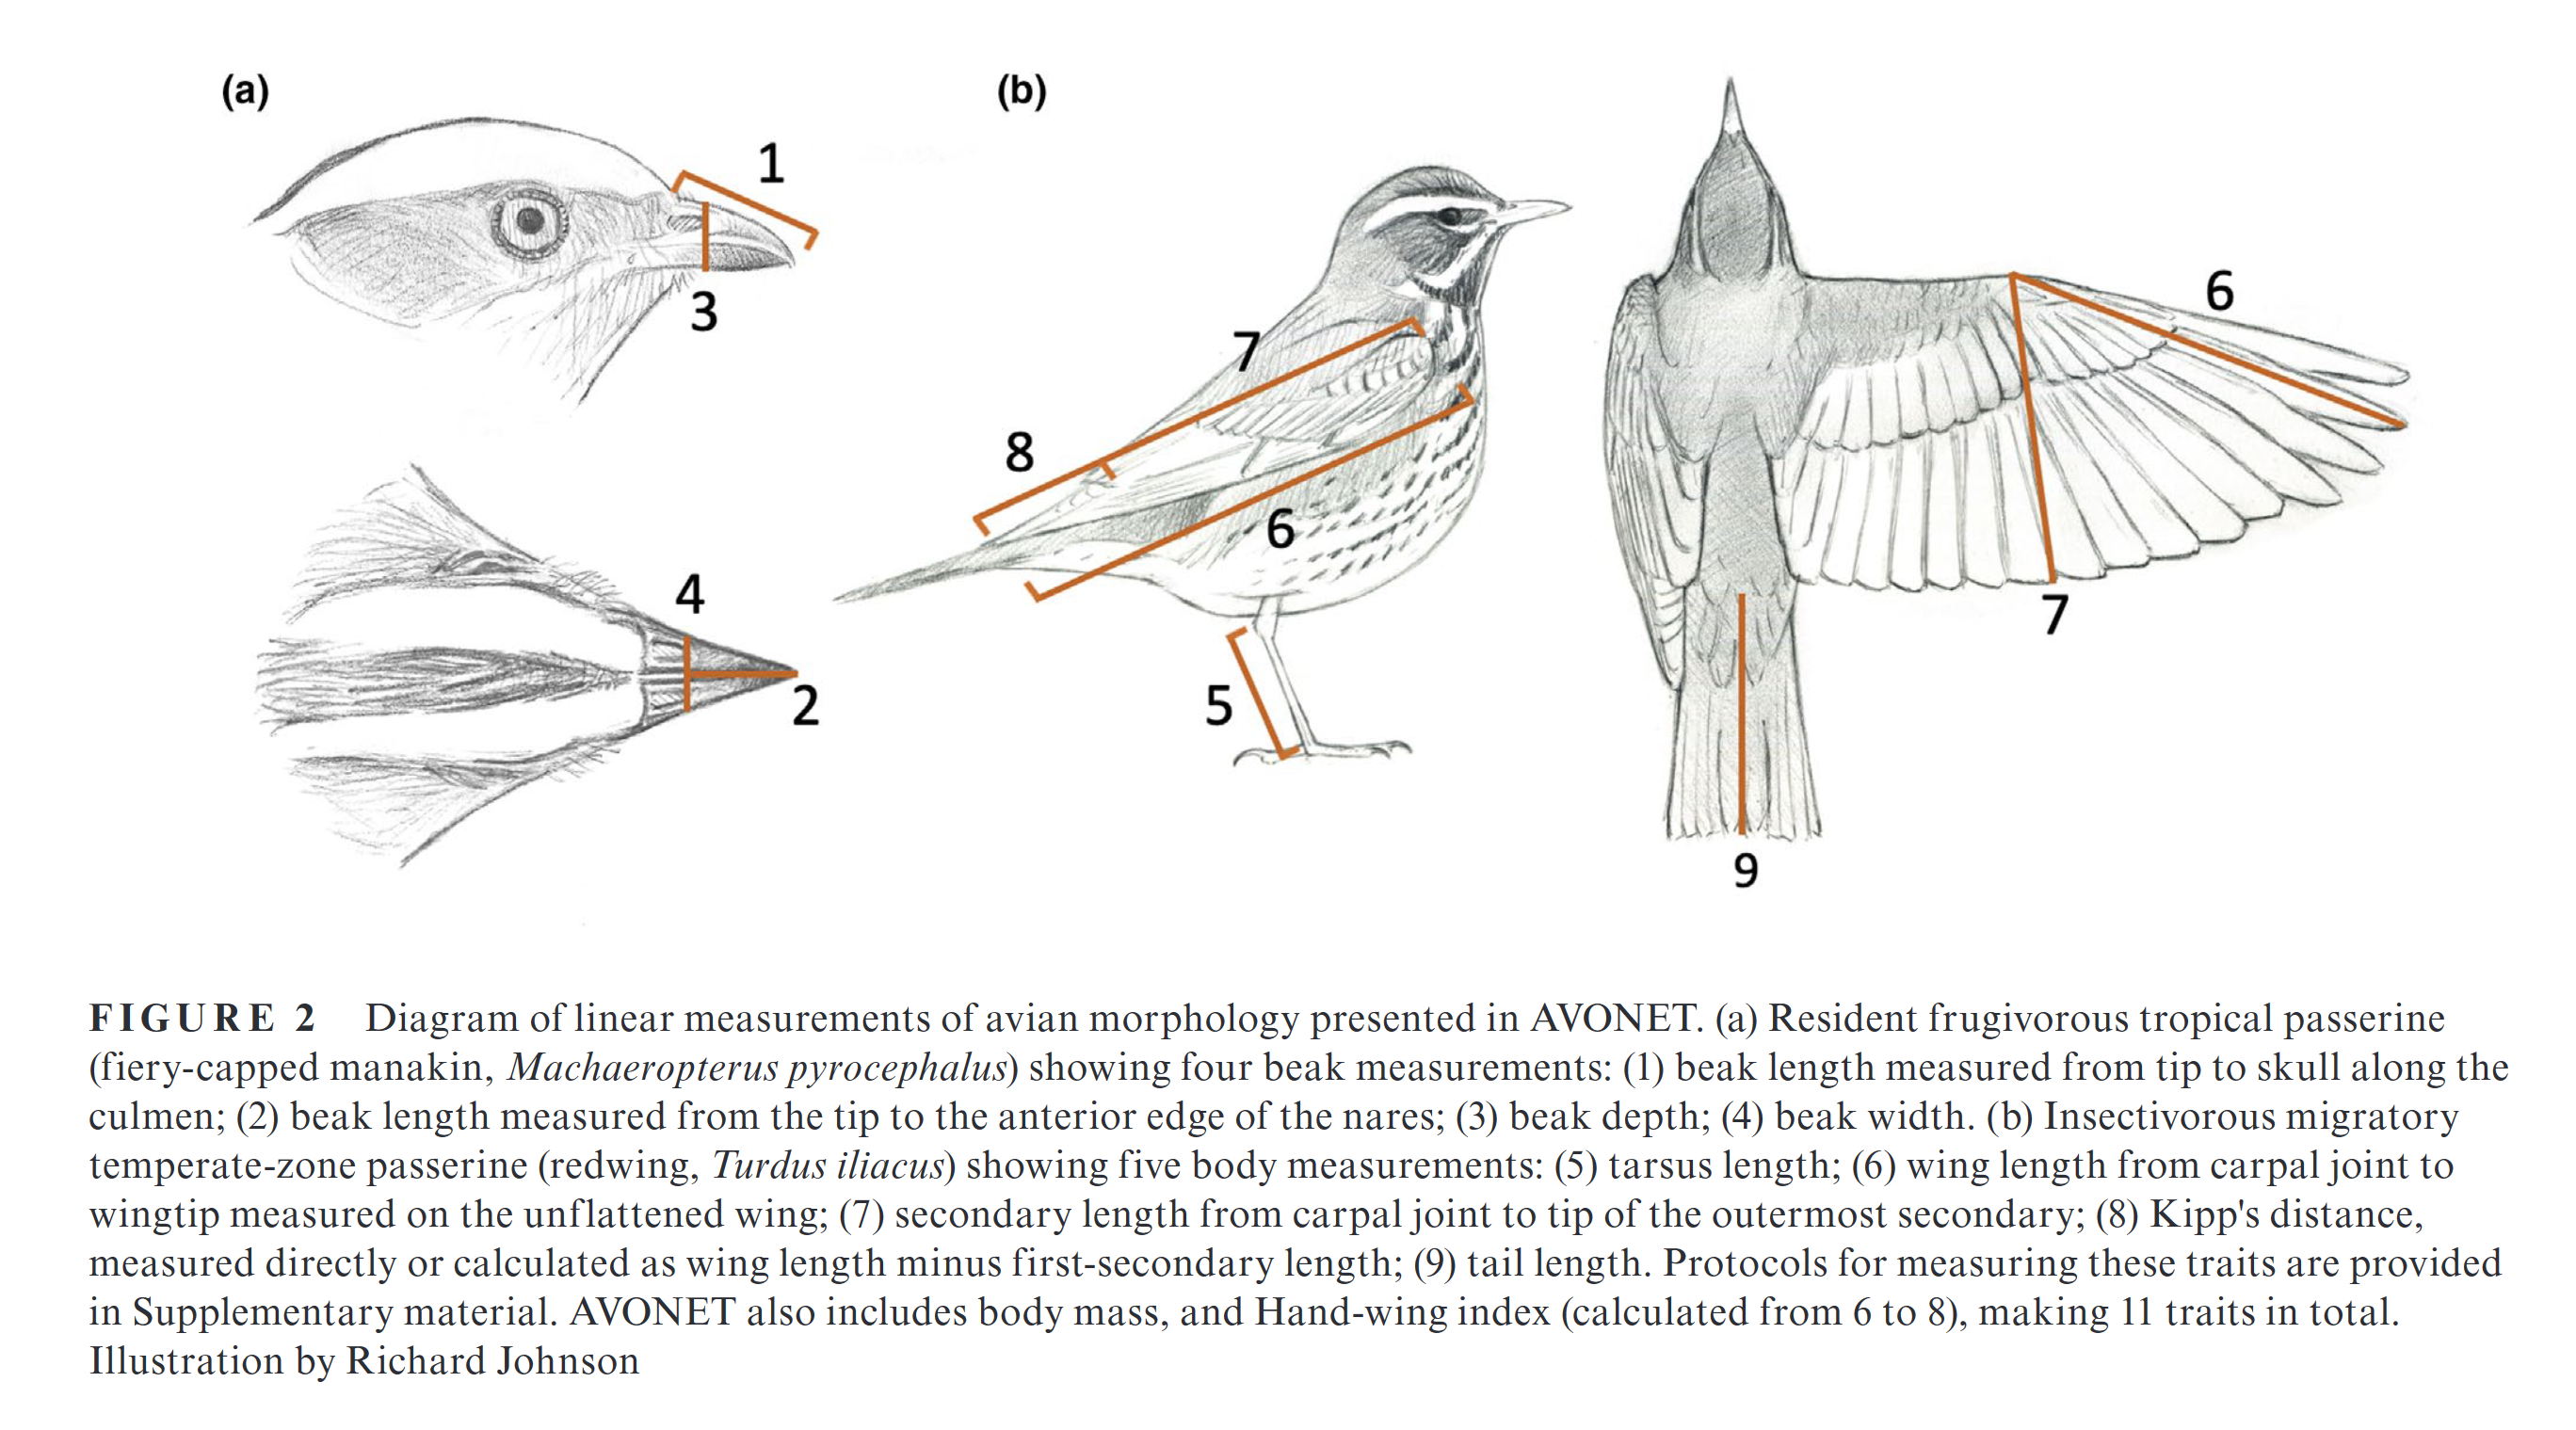 (a)
1
3
4
2
(b)
7
8
6
5
6
7
9
FIGURE 2 Diagram of linear measurements of avian morphology presented in AVONET. (a) Resident frugivorous tropical passerine
(fiery-capped manakin, Machaeropterus pyrocephalus) showing four beak measurements: (1) beak length measured from tip to skull along the
culmen; (2) beak length measured from the tip to the anterior edge of the nares; (3) beak depth; (4) beak width. (b) Insectivorous migratory
temperate-zone passerine (redwing, Turdus iliacus) showing five body measurements: (5) tarsus length; (6) wing length from carpal joint to
wingtip measured on the unflattened wing; (7) secondary length from carpal joint to tip of the outermost secondary; (8) Kipp's distance,
measured directly or calculated as wing length minus first-secondary length; (9) tail length. Protocols for measuring these traits are provided
in Supplementary material. AVONET also includes body mass, and Hand-wing index (calculated from 6 to 8), making 11 traits in total.
Illustration by Richard Johnson